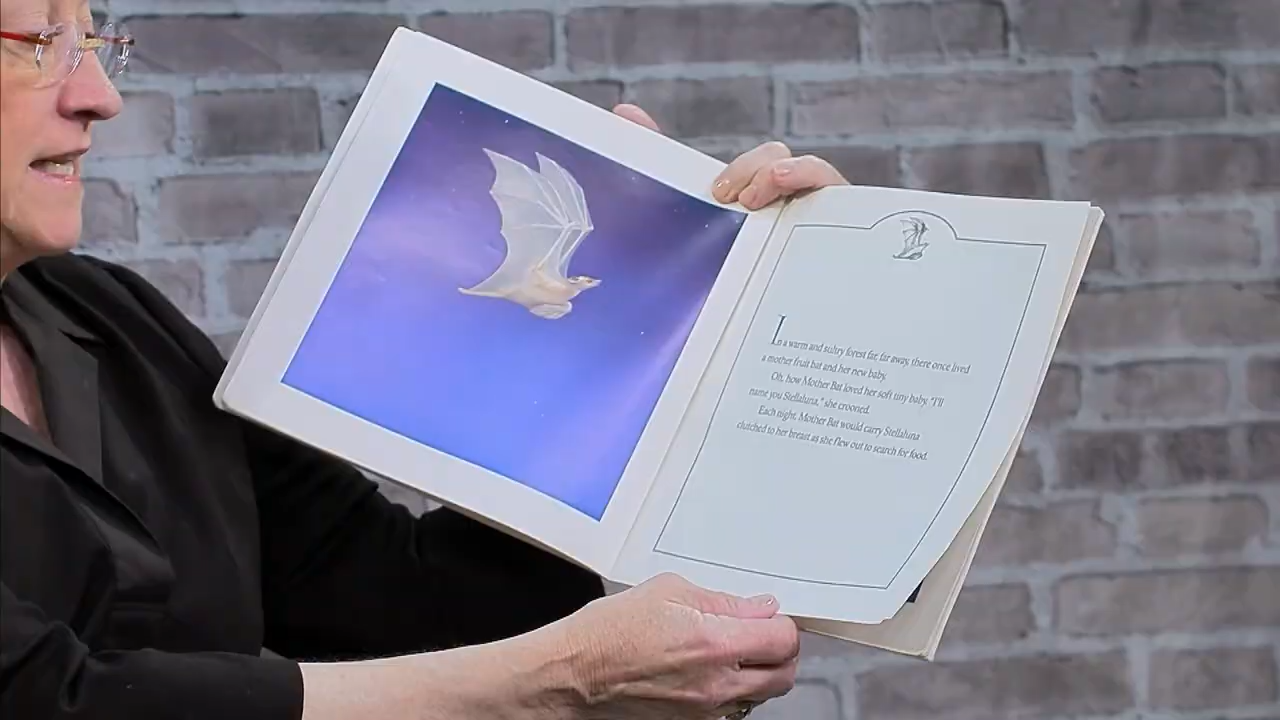 In a warm and sultry forest far, far away, there once lived
a mother fruit bat and her new baby.
Oh, how Mother Bat loved her soft tiny baby. "I'll
name you Stellaluna," she crooned.
Each night, Mother Bat would carry Stellaluna
clutched to her breast as she flew out to search for food.